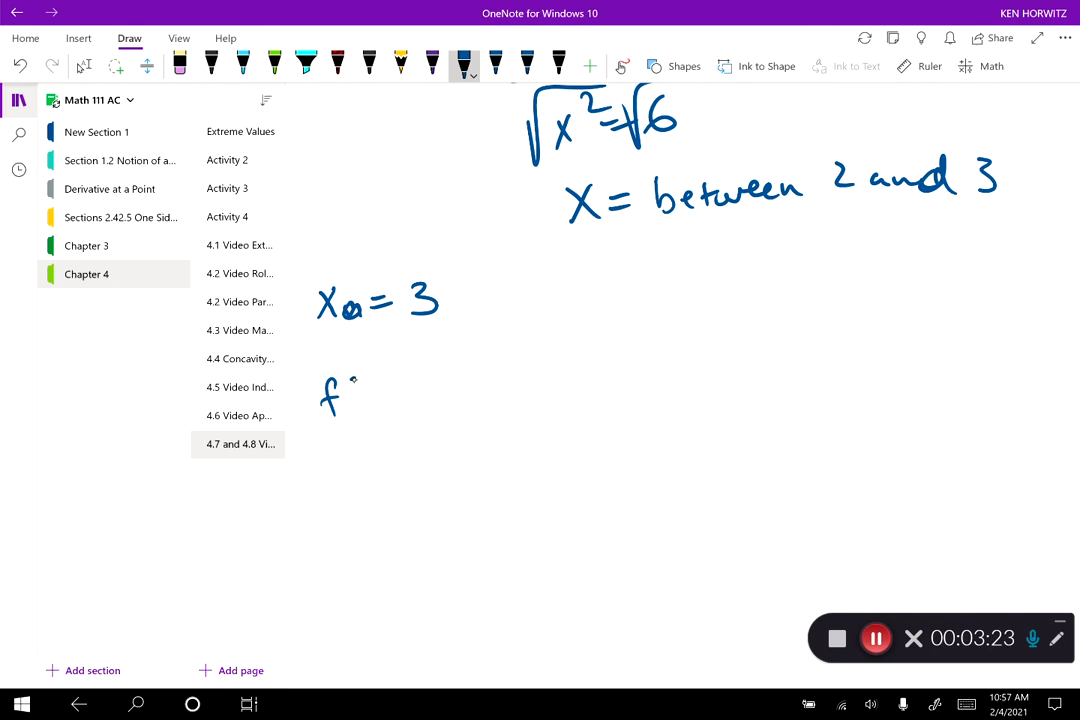 OneNote for Windows 10
KEN HORWITZ
Home Insert Draw View Help
Share
Shapes Ink to Shape Ink to Text Ruler Math
Math 111 AC
New Section 1
Section 1.2 Notion of a...
Derivative at a Point
Sections 2.42.5 One Sid...
Chapter 3
Chapter 4
Extreme Values
Activity 2
Activity 3
Activity 4
4.1 Video Ext...
4.2 Video Rol...
4.2 Video Par...
4.3 Video Ma...
4.4 Concavity...
4.5 Video Ind...
4.6 Video Ap...
4.7 and 4.8 Vi...
√x²=√6
x = between 2 and 3
x = 3
f
00:03:23
Add section
Add page
10:57 AM
2/4/2021